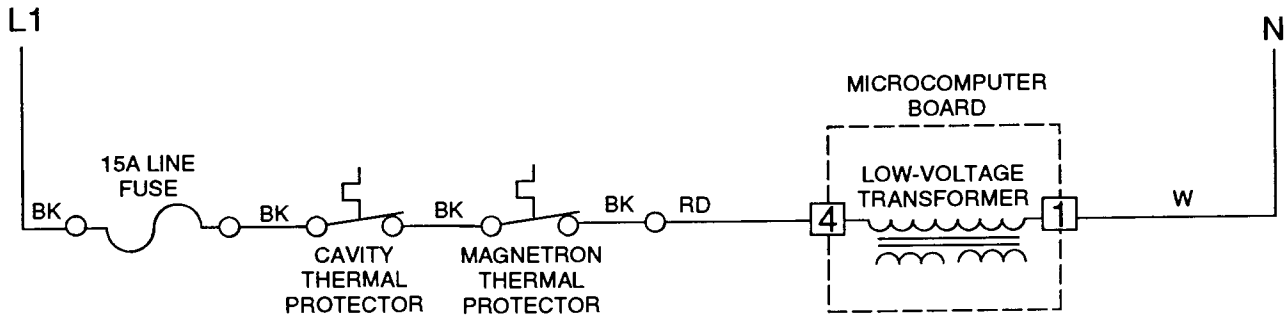 L1
N
MICROCOMPUTER
BOARD
15A LINE
FUSE
LOW-VOLTAGE
TRANSFORMER
BK
BK
BK
BK
RD
4
1
W
CAVITY
THERMAL
PROTECTOR
MAGNETRON
THERMAL
PROTECTOR